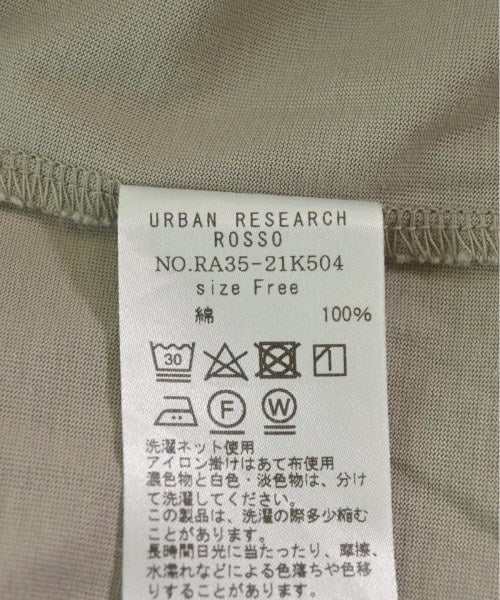 URBAN RESEARCH
ROSSO
NO.RA35-21K504
size Free
綿 100%
30
F W
洗濯ネット使用
アイロン掛けはあて布使用
濃色物と白色・淡色物は、分け
て洗濯してください。
この製品は、洗濯の際多少縮む
ことがあります。
長時間日光に当たったり、摩擦、
水濡れなどによる色落ちや色移
りすることがあります。